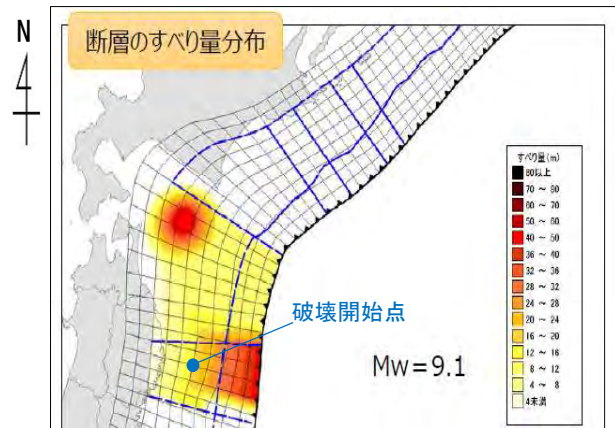 N
断層のすべり量分布
すべり量(m)
80以上
70 ～ 80
60 ～ 70
50 ～ 60
40 ～ 50
36 ～ 40
32 ～ 36
28 ～ 32
24 ～ 28
20 ～ 24
16 ～ 20
12 ～ 16
8 ～ 12
4 ～ 8
4未満
破壊開始点
Mw=9.1